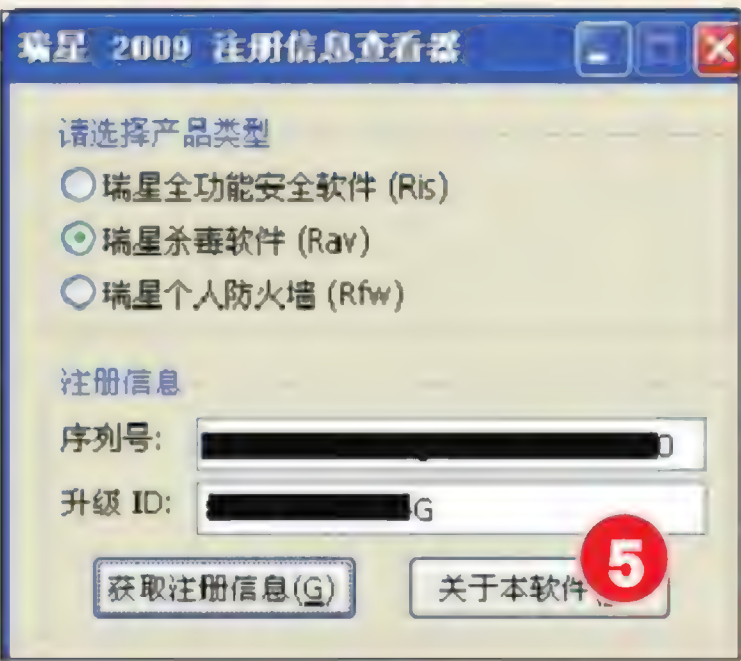 瑞星 2009 注册信息查看器
请选择产品类型
瑞星全功能安全软件 (Ris)
瑞星杀毒软件 (Rav)
瑞星个人防火墙 (Rfw)
注册信息
序列号: 
升级 ID: G
获取注册信息(G) 关于本软件
5